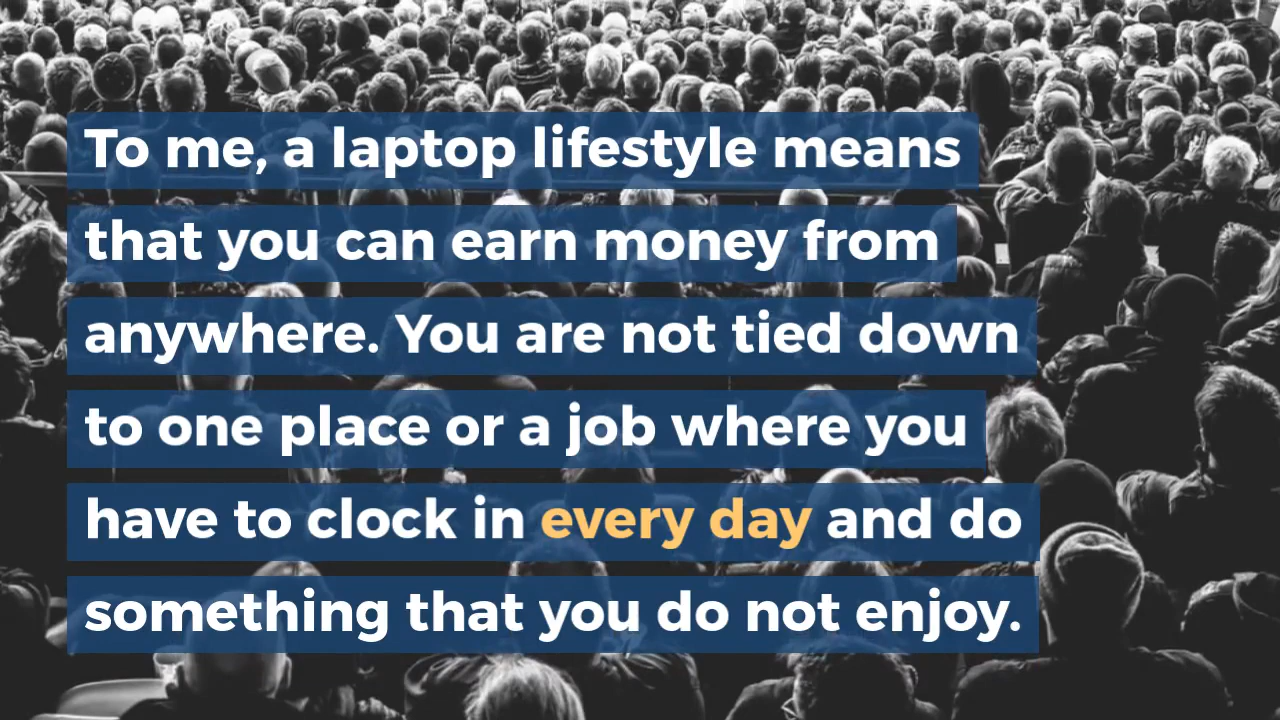 To me, a laptop lifestyle means
that you can earn money from
anywhere. You are not tied down
to one place or a job where you
have to clock in every day and do
something that you do not enjoy.